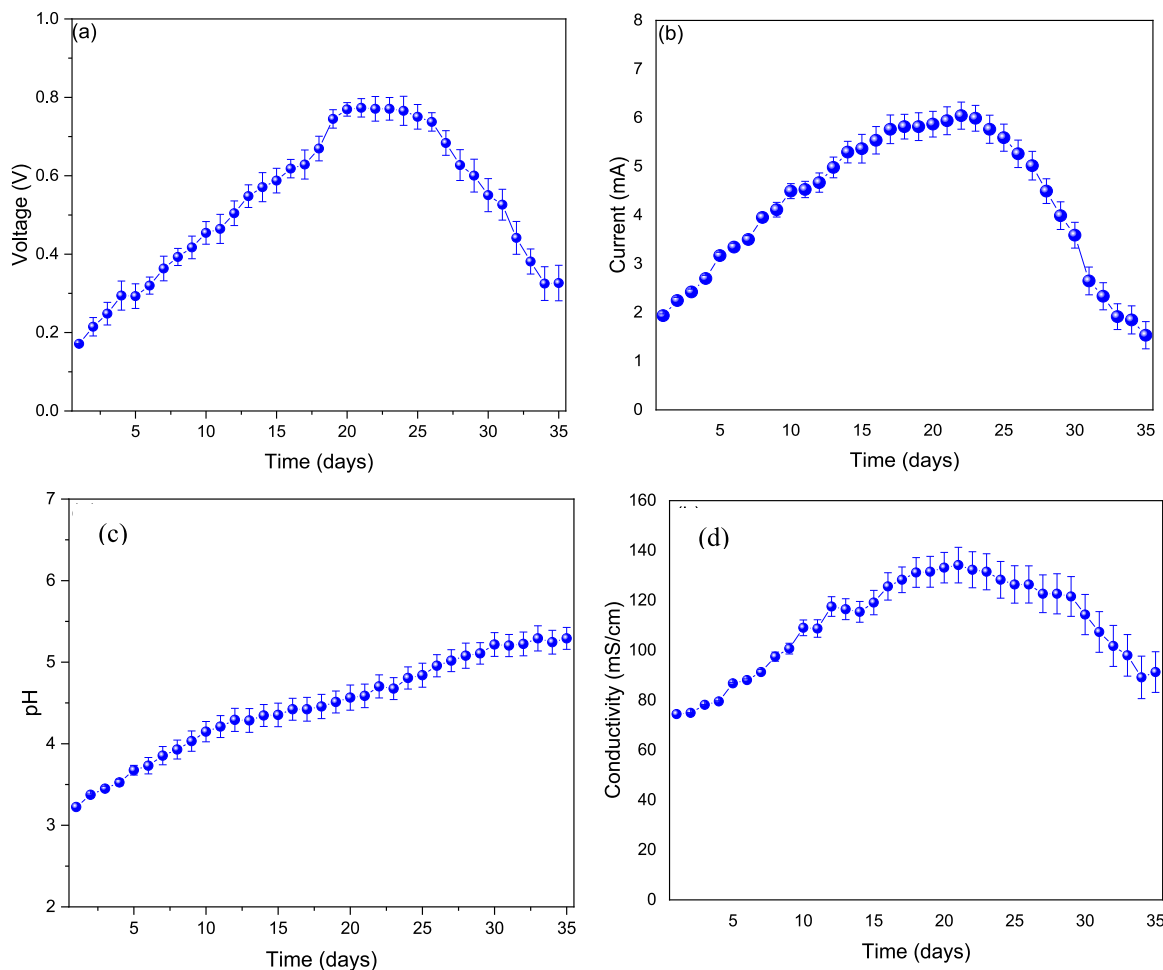 (a)
1.0
0.8
0.6
0.4
0.2
0.0
Voltage (V)
5 10 15 20 25 30 35
Time (days)
(b)
8
7
6
5
4
3
2
1
0
Current (mA)
5 10 15 20 25 30 35
Time (days)
(c)
7
6
5
4
3
2
pH
5 10 15 20 25 30 35
Time (days)
(d)
160
140
120
100
80
60
40
20
0
Conductivity (mS/cm)
5 10 15 20 25 30 35
Time (days)